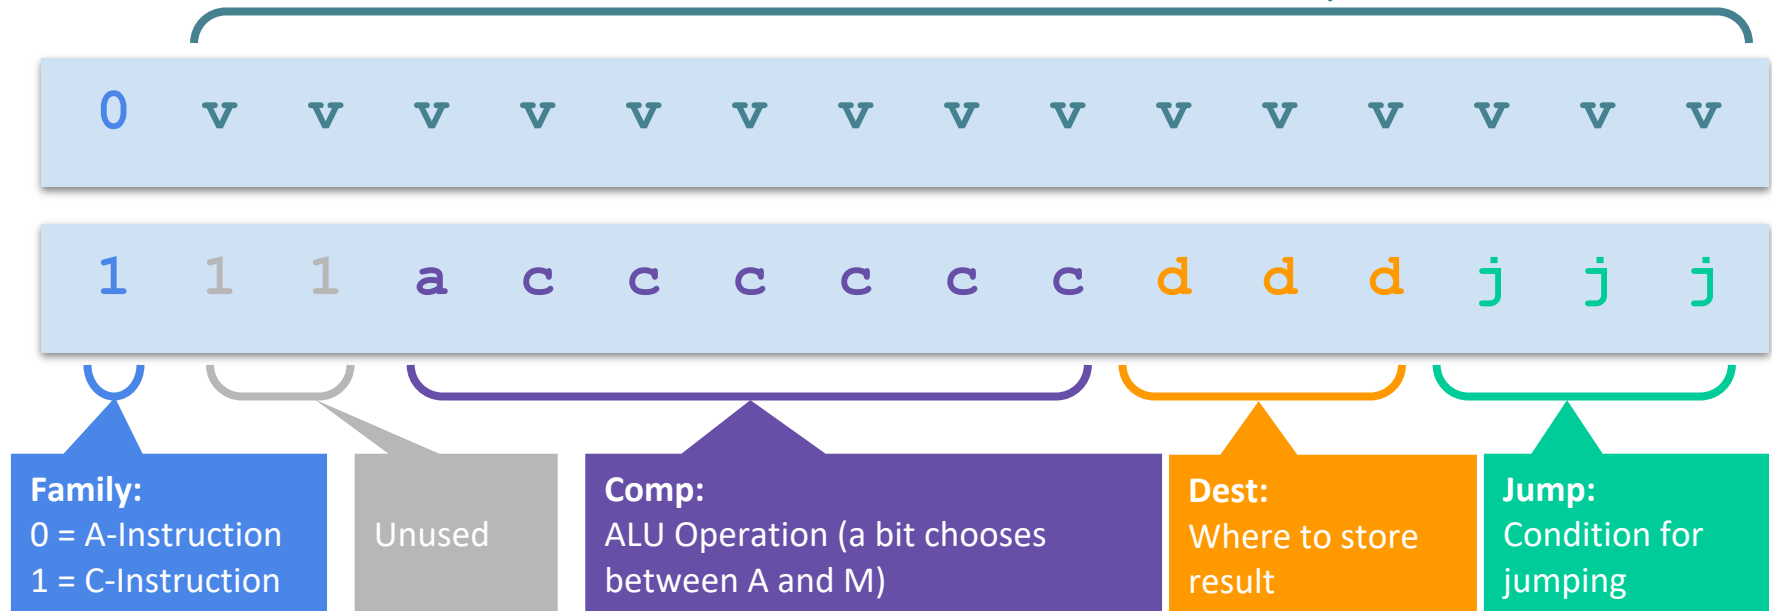 0 v v v v v v v v v v v v v v v
1 1 1 a c c c c c c d d d j j j
Family:
0 = A-Instruction
1 = C-Instruction
Unused
Comp:
ALU Operation (a bit chooses
between A and M)
Dest:
Where to store
result
Jump:
Condition for
jumping